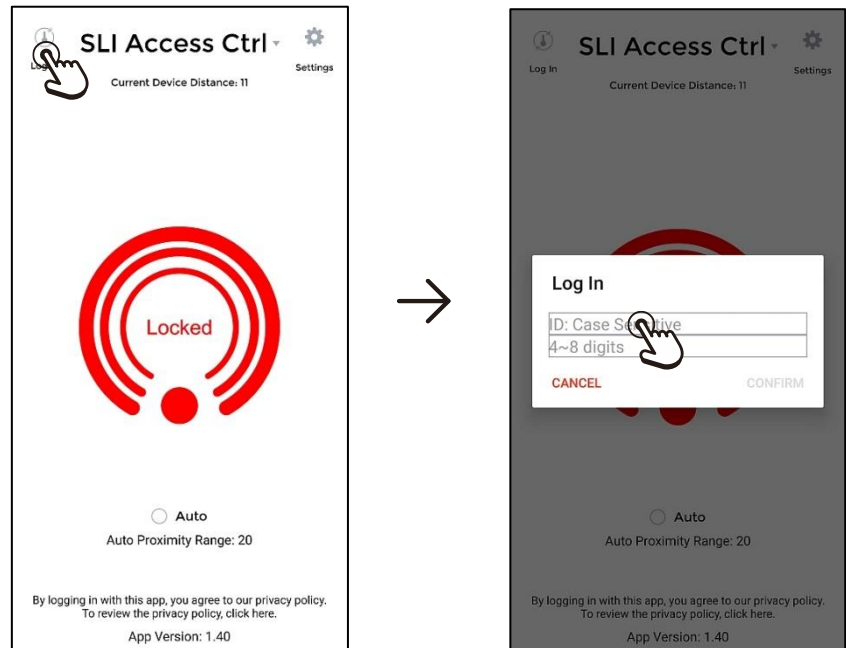 SLI Access Ctrl
Log
Settings
Current Device Distance: 11
Locked
Auto
Auto Proximity Range: 20
By logging in with this app, you agree to our privacy policy.
To review the privacy policy, click here.
App Version: 1.40
SLI Access Ctrl
Log In
Settings
Current Device Distance: 11
Log In
ID: Case Sensitive
4~8 digits
CANCEL
CONFIRM
Auto
Auto Proximity Range: 20
By logging in with this app, you agree to our privacy policy.
To review the privacy policy, click here.
App Version: 1.40